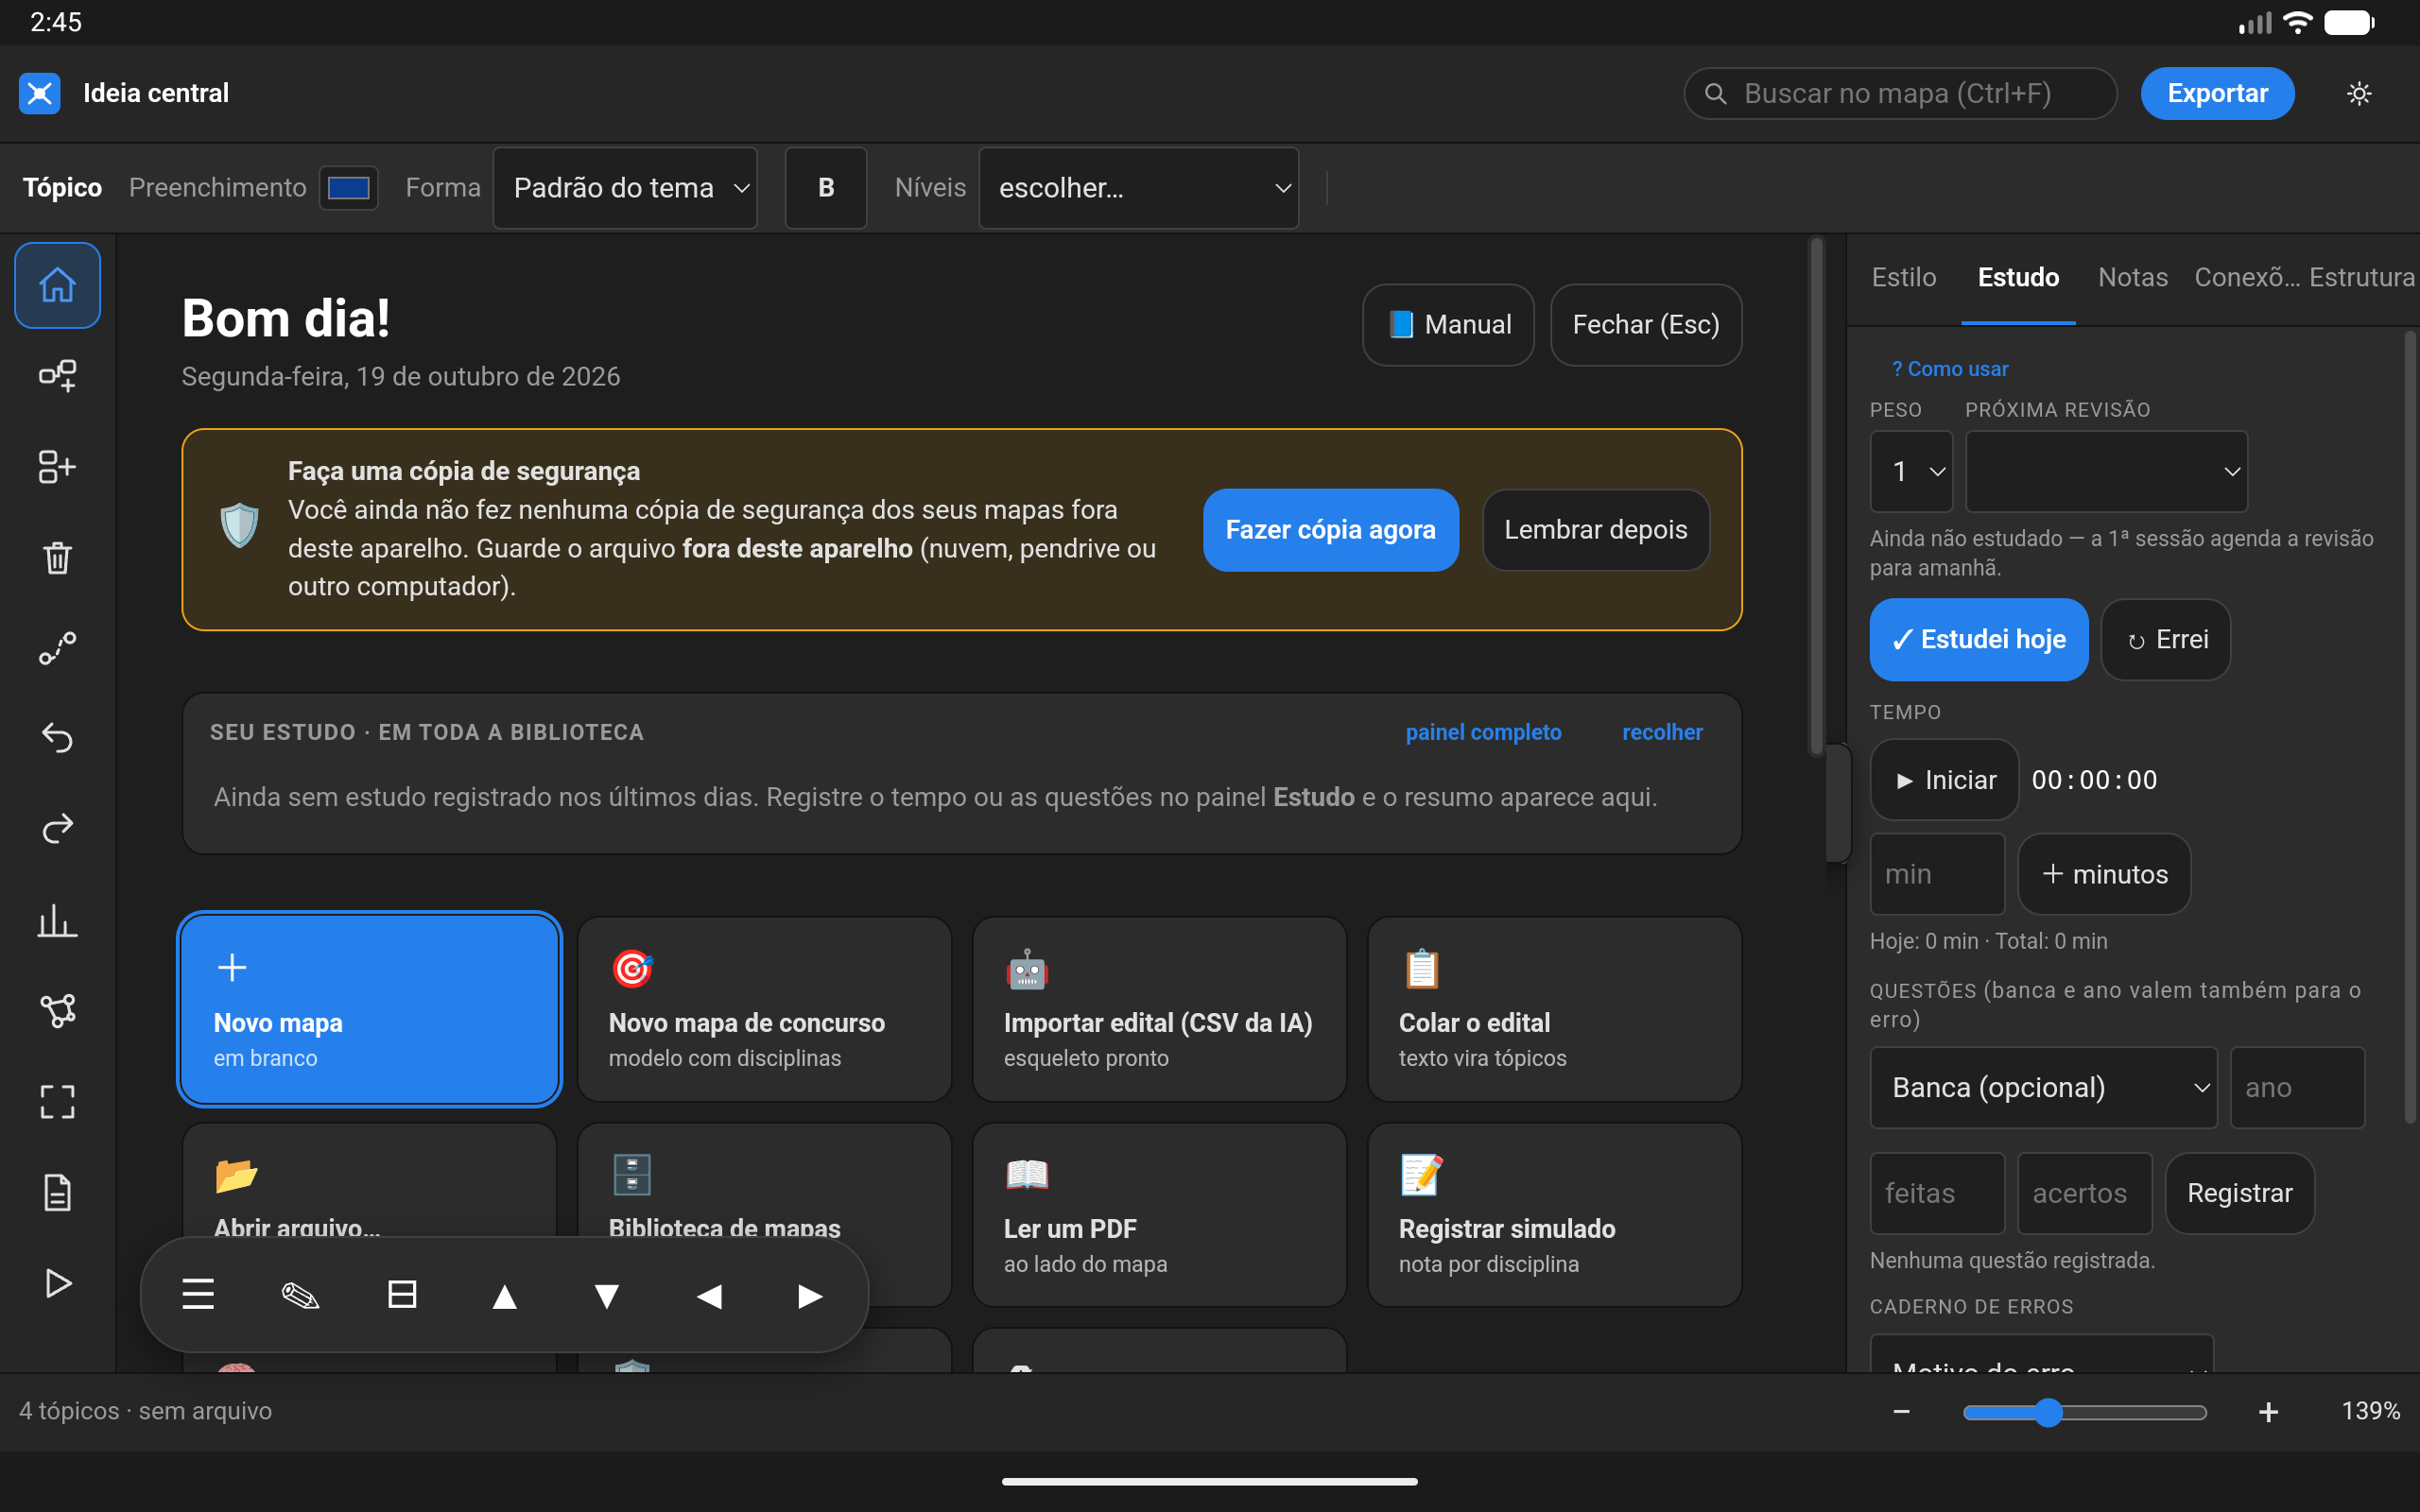 2:45
Ideia central
Buscar no mapa (Ctrl+F)
Exportar
Tópico
Preenchimento
Forma
Padrão do tema
B
Níveis
escolher...
Bom dia!
Segunda-feira, 19 de outubro de 2026
Manual
Fechar (Esc)
Faça uma cópia de segurança
Você ainda não fez nenhuma cópia de segurança dos seus mapas fora
deste aparelho. Guarde o arquivo fora deste aparelho (nuvem, pendrive ou
outro computador).
Fazer cópia agora
Lembrar depois
SEU ESTUDO · EM TODA A BIBLIOTECA
painel completo
recolher
Ainda sem estudo registrado nos últimos dias. Registre o tempo ou as questões no painel Estudo e o resumo aparece aqui.
Novo mapa
em branco
Novo mapa de concurso
modelo com disciplinas
Importar edital (CSV da IA)
esqueleto pronto
Colar o edital
texto vira tópicos
Abrir arquivo...
Biblioteca de mapas
Ler um PDF
ao lado do mapa
Registrar simulado
nota por disciplina
Estilo
Estudo
Notas
Conexõ...
Estrutura
? Como usar
PESO
PRÓXIMA REVISÃO
1
Ainda não estudado — a 1ª sessão agenda a revisão
para amanhã.
✓ Estudei hoje
↻ Errei
TEMPO
► Iniciar
00:00:00
min
+ minutos
Hoje: 0 min · Total: 0 min
QUESTÕES (banca e ano valem também para o
erro)
Banca (opcional)
ano
feitas
acertos
Registrar
Nenhuma questão registrada.
CADERNO DE ERROS
Motivo do erro
4 tópicos · sem arquivo
139%